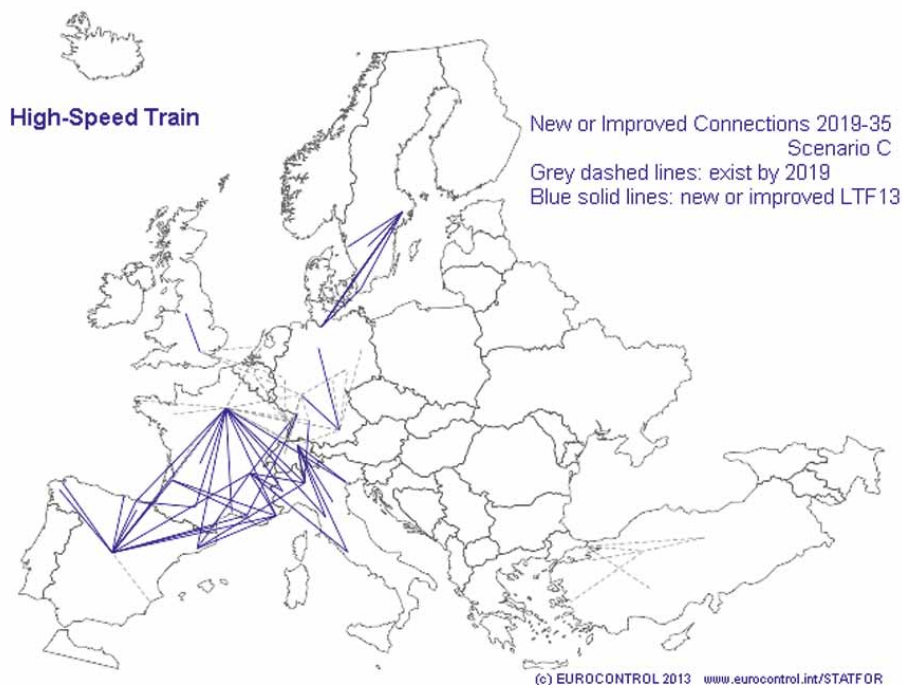 High-Speed Train
New or Improved Connections 2019-35
Scenario C
Grey dashed lines: exist by 2019
Blue solid lines: new or improved LTF13
(c) EUROCONTROL 2013 www.eurocontrol.int/STATFOR